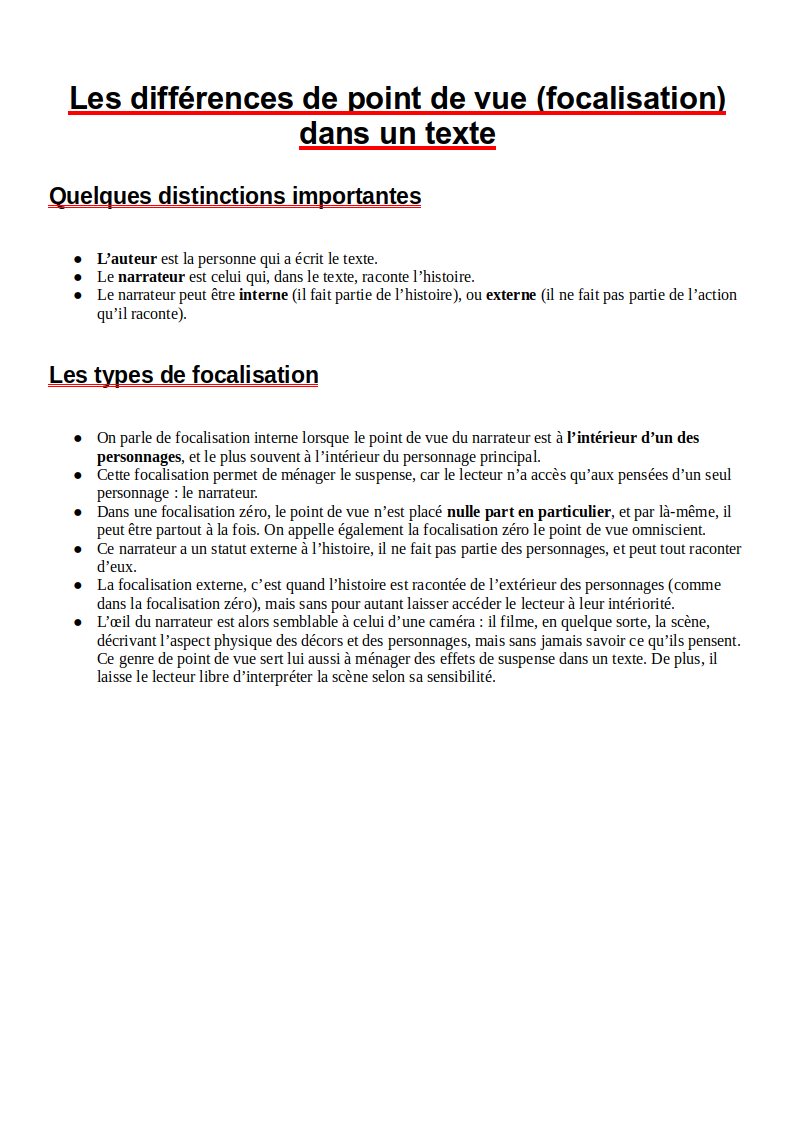 Les différences de point de vue (focalisation)
dans un texte
Quelques distinctions importantes
● L’auteur est la personne qui a écrit le texte.
● Le narrateur est celui qui, dans le texte, raconte l’histoire.
● Le narrateur peut être interne (il fait partie de l’histoire), ou externe (il ne fait pas partie de l’action
qu’il raconte).
Les types de focalisation
● On parle de focalisation interne lorsque le point de vue du narrateur est à l’intérieur d’un des
personnages, et le plus souvent à l’intérieur du personnage principal.
● Cette focalisation permet de ménager le suspense, car le lecteur n’a accès qu’aux pensées d’un seul
personnage : le narrateur.
● Dans une focalisation zéro, le point de vue n’est placé nulle part en particulier, et par là-même, il
peut être partout à la fois. On appelle également la focalisation zéro le point de vue omniscient.
● Ce narrateur a un statut externe à l’histoire, il ne fait pas partie des personnages, et peut tout raconter
d’eux.
● La focalisation externe, c’est quand l’histoire est racontée de l’extérieur des personnages (comme
dans la focalisation zéro), mais sans pour autant laisser accéder le lecteur à leur intériorité.
● L’œil du narrateur est alors semblable à celui d’une caméra : il filme, en quelque sorte, la scène,
décrivant l’aspect physique des décors et des personnages, mais sans jamais savoir ce qu’ils pensent.
Ce genre de point de vue sert lui aussi à ménager des effets de suspense dans un texte. De plus, il
laisse le lecteur libre d’interpréter la scène selon sa sensibilité.